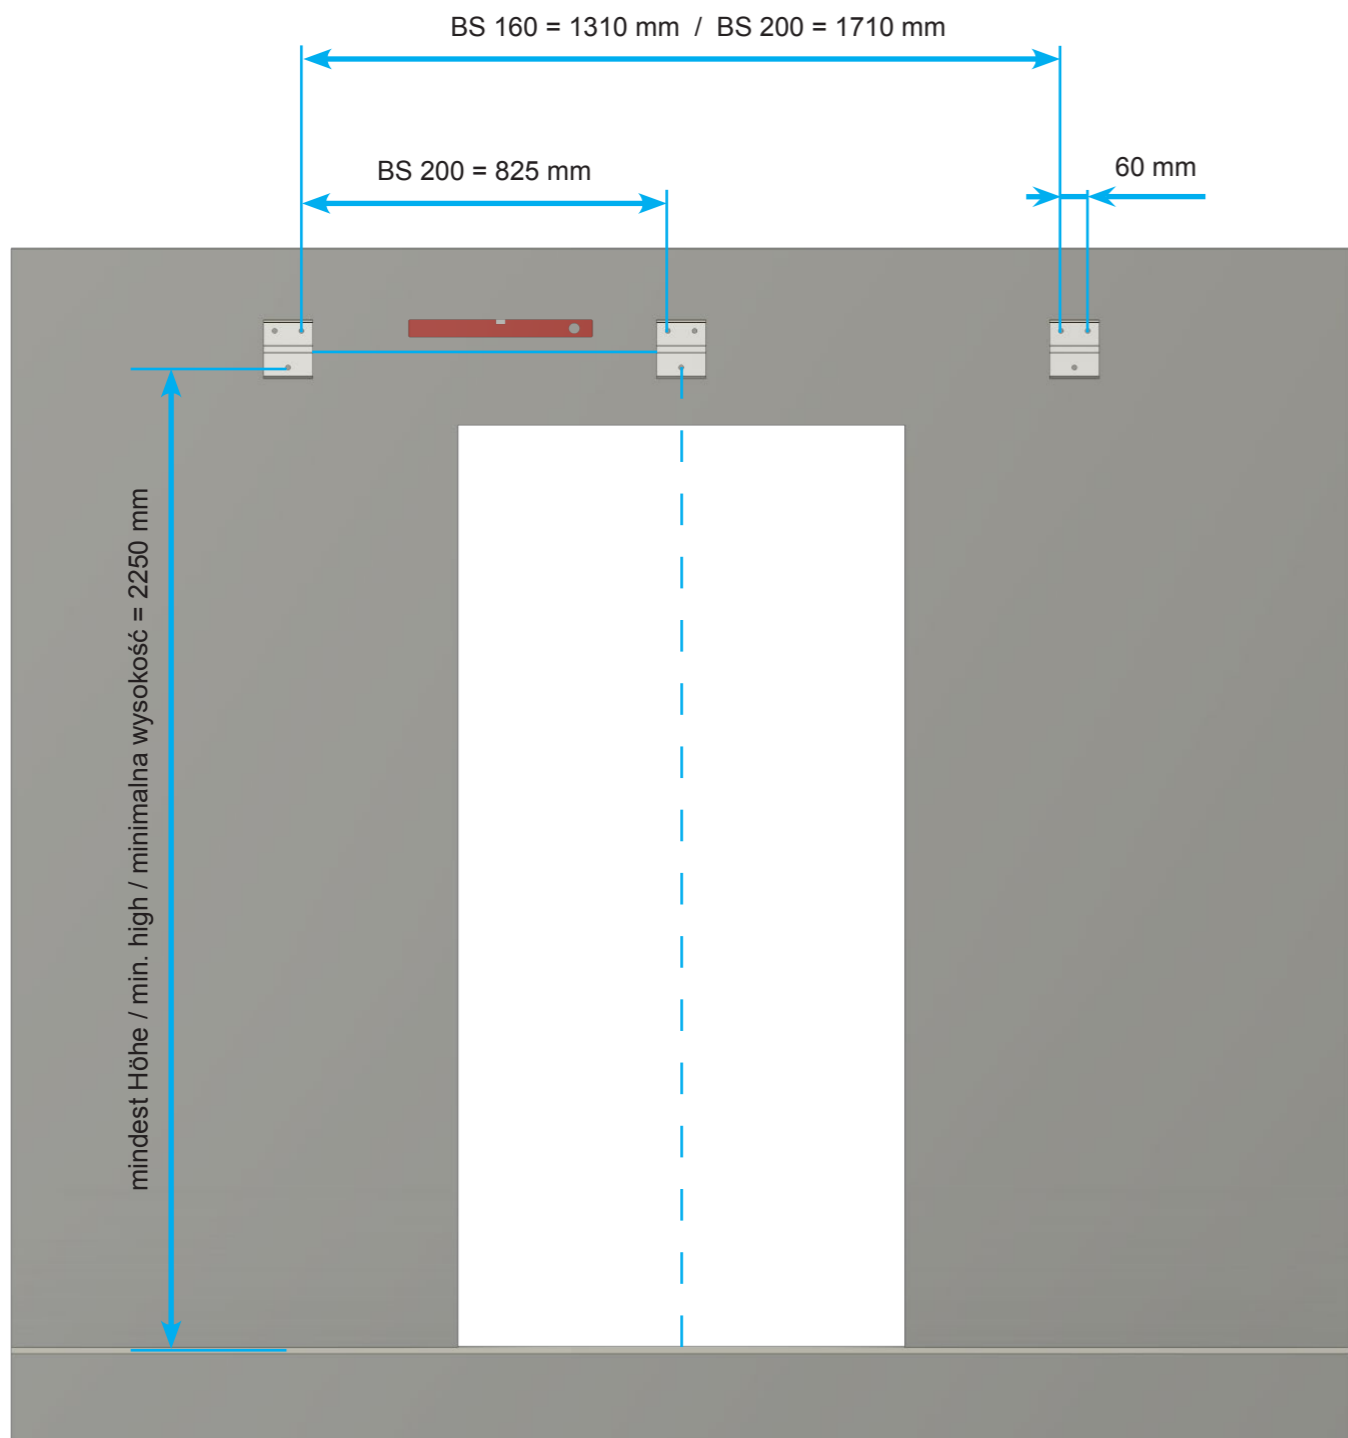 BS 160 = 1310 mm / BS 200 = 1710 mm
BS 200 = 825 mm
60 mm
mindest Höhe / min. high / minimalna wysokość = 2250 mm